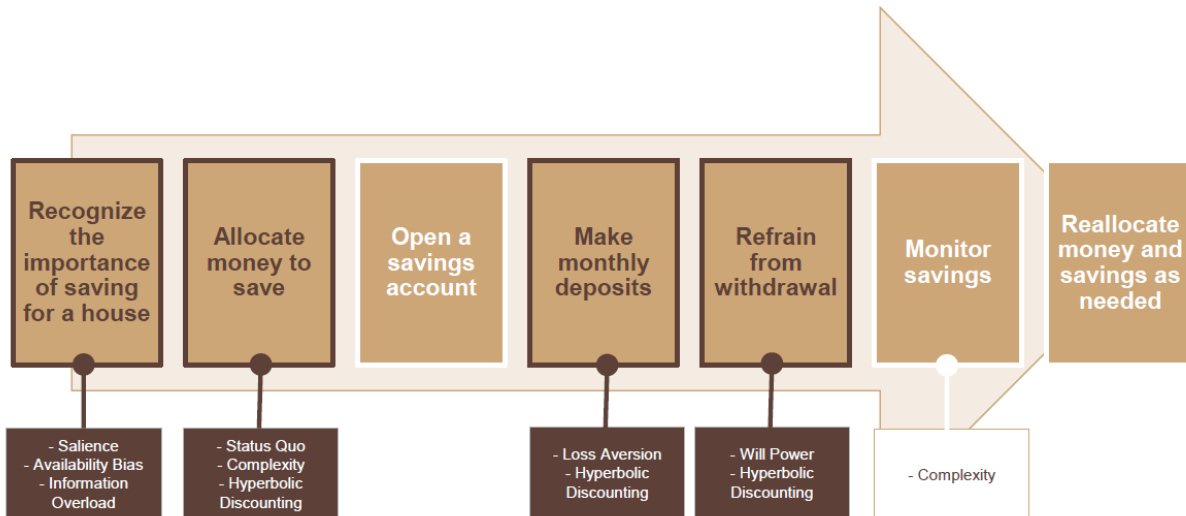 Recognize
the
importance
of saving
for a house
Allocate
money to
save
Open a
savings
account
Make
monthly
deposits
Refrain
from
withdrawal
Monitor
savings
Reallocate
money and
savings as
needed
- Salience
- Availability Bias
- Information
Overload
- Status Quo
- Complexity
- Hyperbolic
Discounting
- Loss Aversion
- Hyperbolic
Discounting
- Will Power
- Hyperbolic
Discounting
- Complexity